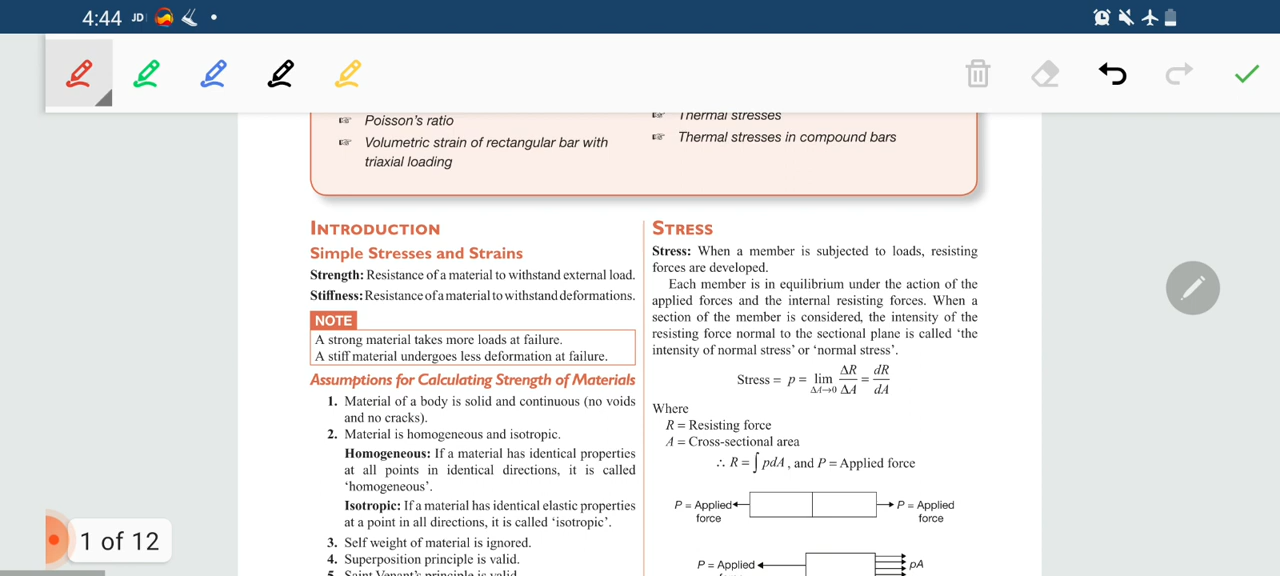 4:44 JD
Poisson's ratio
Volumetric strain of rectangular bar with
triaxial loading
Thermal stresses
Thermal stresses in compound bars
INTRODUCTION
Simple Stresses and Strains
Strength: Resistance of a material to withstand external load.
Stiffness: Resistance of a material to withstand deformations.
NOTE
A strong material takes more loads at failure.
A stiff material undergoes less deformation at failure.
Assumptions for Calculating Strength of Materials
1. Material of a body is solid and continuous (no voids
and no cracks).
2. Material is homogeneous and isotropic.
Homogeneous: If a material has identical properties
at all points in identical directions, it is called
‘homogeneous’.
Isotropic: If a material has identical elastic properties
at a point in all directions, it is called ‘isotropic’.
3. Self weight of material is ignored.
4. Superposition principle is valid.
5. Saint Venant's principle is valid.
STRESS
Stress: When a member is subjected to loads, resisting
forces are developed.
Each member is in equilibrium under the action of the
applied forces and the internal resisting forces. When a
section of the member is considered, the intensity of the
resisting force normal to the sectional plane is called ‘the
intensity of normal stress’ or ‘normal stress’.
Stress = p = lim ΔA→0 ΔR/ΔA = dR/dA
Where
R = Resisting force
A = Cross-sectional area
∴ R = ∫ pdA, and P = Applied force
P = Applied
force
P = Applied
force
P = Applied
pA
1 of 12